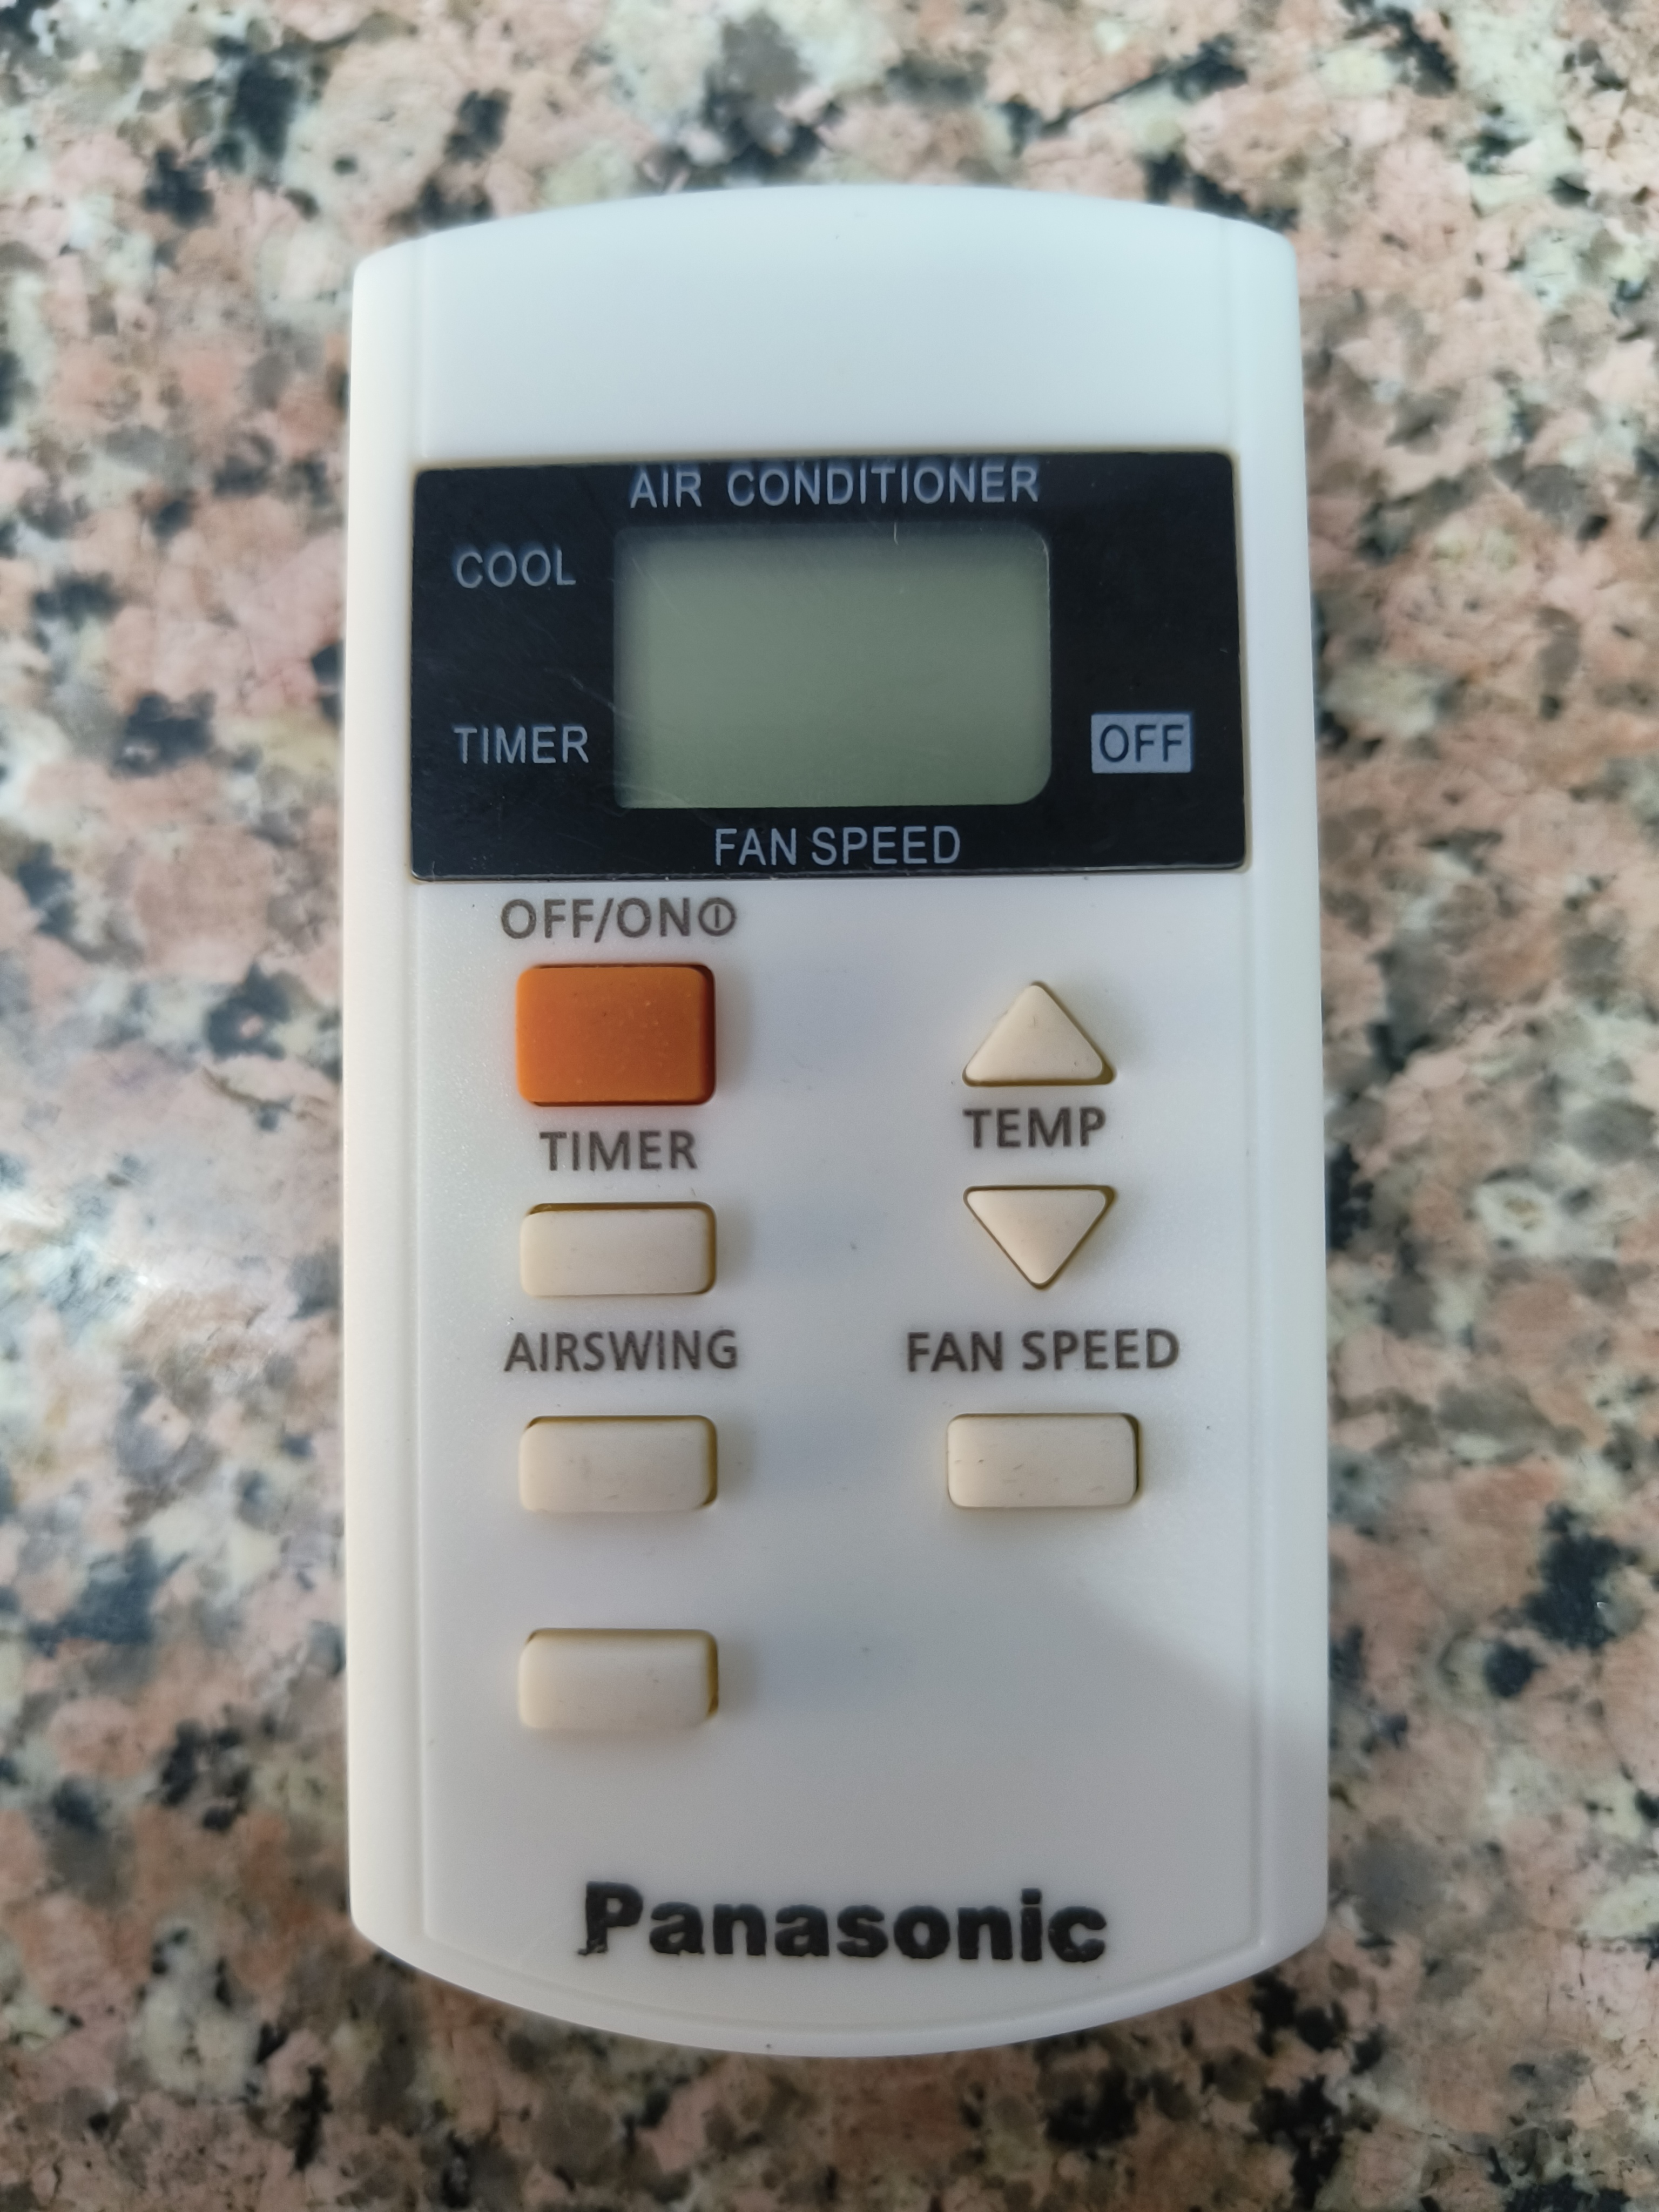 AIR CONDITIONER
COOL
TIMER
OFF
FAN SPEED
OFF/ON
TEMP
TIMER
AIRSWING
FAN SPEED
Panasonic